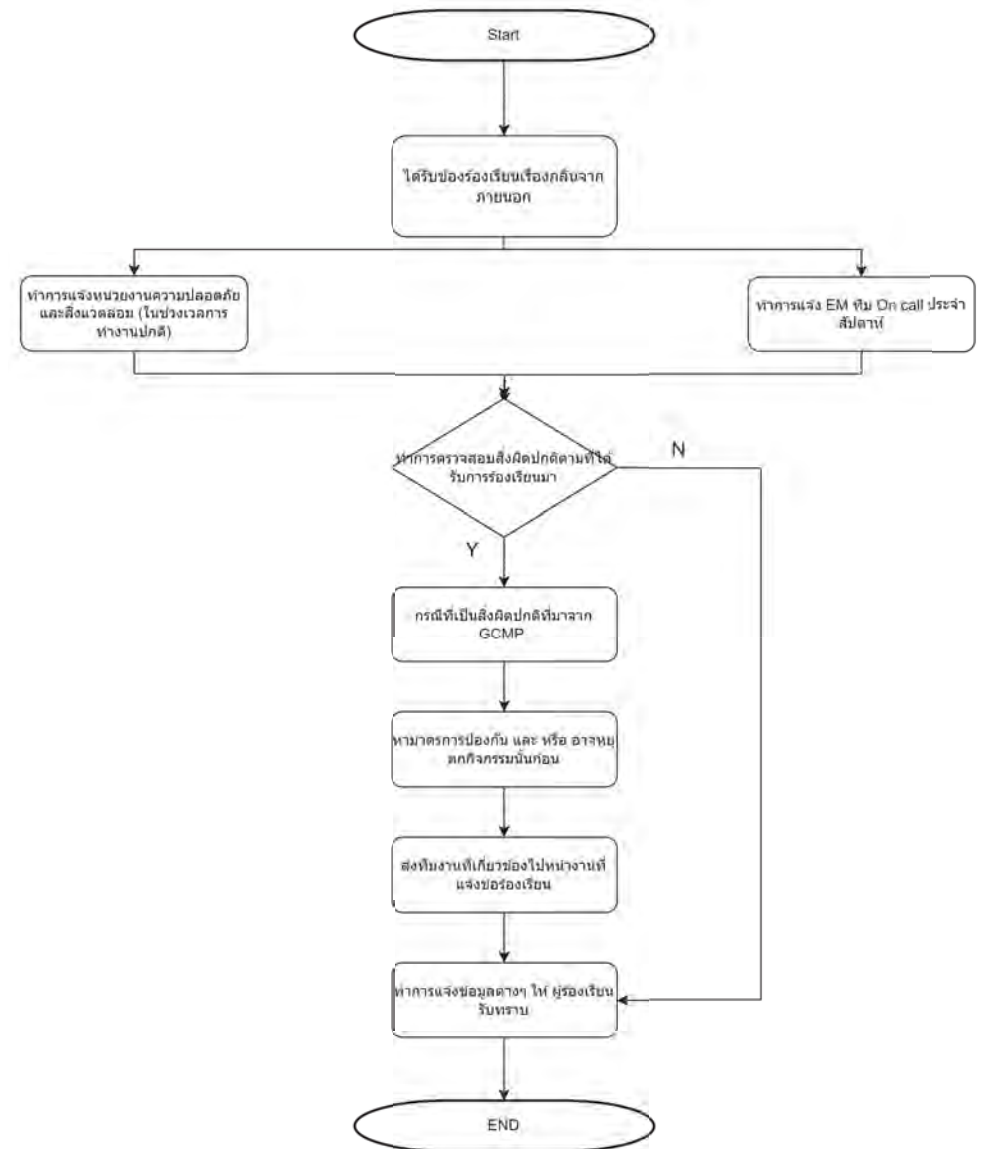 Start
ได้รับข้องร้องเรียนเรื่องกลิ่นจาก
ภายนอก
ทำการแจ้งหน่วยงานความปลอดภัย
และสิ่งแวดล้อม (ในช่วงเวลการ
ทำงานปกติ)
ทำการแจ้ง EM ทีม On call ประจำ
สัปดาห์
ทำการตรวจสอบสิ่งผิดปกติตามที่ได้
รับการร้องเรียนมา
N
Y
กรณีที่เป็นสิ่งผิดปกติที่มาจาก
GCMP
หามาตรการป้องกัน และ หรือ อาจหยุ
ดกกิจกรรมนั้นก่อน
ส่งทีมงานที่เกี่ยวข้องไปหน้างานที่
แจ้งข้อร้องเรียน
ทำการแจ้งข้อมูลต่างๆ ให้ ผู้ร้องเรียน
รับทราบ
END